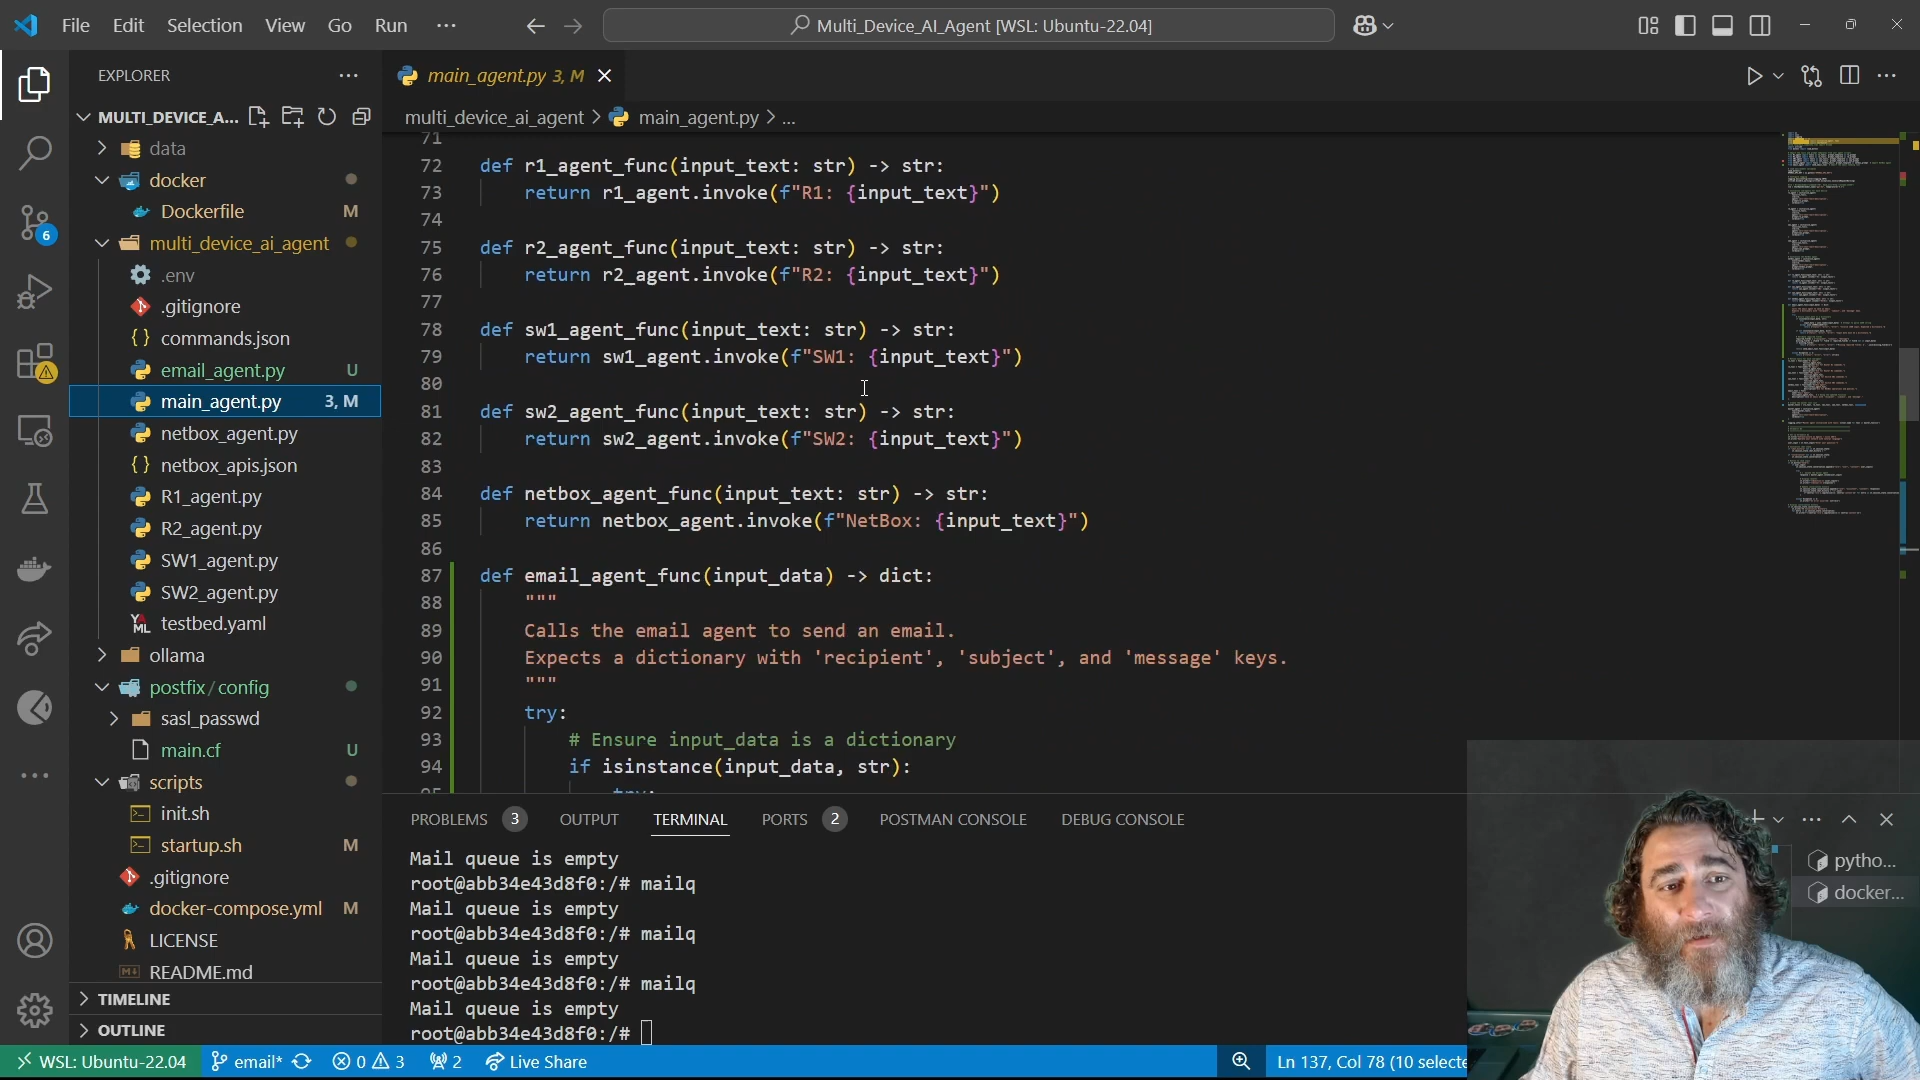 File Edit Selection View Go Run ...
Multi_Device_AI_Agent [WSL: Ubuntu-22.04]
EXPLORER
MULTI_DEVICE_A...
data
docker
Dockerfile M
multi_device_ai_agent
.env
.gitignore
commands.json
email_agent.py U
main_agent.py 3, M
netbox_agent.py
netbox_apis.json
R1_agent.py
R2_agent.py
SW1_agent.py
SW2_agent.py
testbed.yaml
ollama
postfix/config
sasl_passwd
main.cf U
scripts
init.sh
startup.sh M
.gitignore
docker-compose.yml M
LICENSE
README.md
TIMELINE
OUTLINE
main_agent.py 3, M
multi_device_ai_agent > main_agent.py > ...
71
72 def r1_agent_func(input_text: str) -> str:
73 return r1_agent.invoke(f"R1: {input_text}")
74
75 def r2_agent_func(input_text: str) -> str:
76 return r2_agent.invoke(f"R2: {input_text}")
77
78 def sw1_agent_func(input_text: str) -> str:
79 return sw1_agent.invoke(f"SW1: {input_text}")
80
81 def sw2_agent_func(input_text: str) -> str:
82 return sw2_agent.invoke(f"SW2: {input_text}")
83
84 def netbox_agent_func(input_text: str) -> str:
85 return netbox_agent.invoke(f"NetBox: {input_text}")
86
87 def email_agent_func(input_data) -> dict:
88 """
89 Calls the email agent to send an email.
90 Expects a dictionary with 'recipient', 'subject', and 'message' keys.
91 """
92 try:
93 # Ensure input_data is a dictionary
94 if isinstance(input_data, str):
95 try:
PROBLEMS 3 OUTPUT TERMINAL PORTS 2 POSTMAN CONSOLE DEBUG CONSOLE
Mail queue is empty
root@abb34e43d8f0:/# mailq
Mail queue is empty
root@abb34e43d8f0:/# mailq
Mail queue is empty
root@abb34e43d8f0:/# mailq
Mail queue is empty
root@abb34e43d8f0:/#
pytho...
docker...
6
WSL: Ubuntu-22.04 email* 0 3 2 Live Share Ln 137, Col 78 (10 selecte